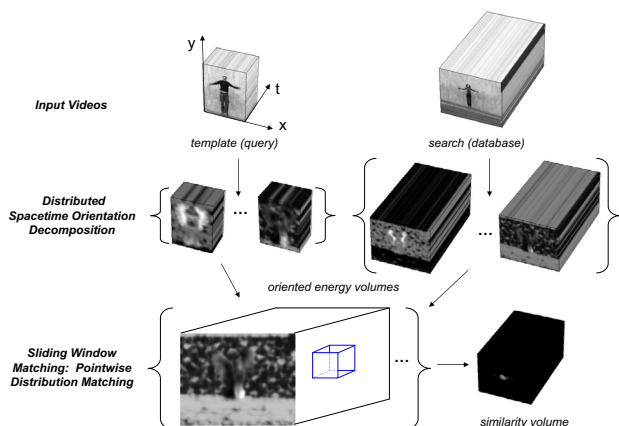 y
t
x
Input Videos
template (query)
search (database)
Distributed
Spacetime Orientation
Decomposition
...
...
oriented energy volumes
Sliding Window
Matching: Pointwise
Distribution Matching
...
similarity volume